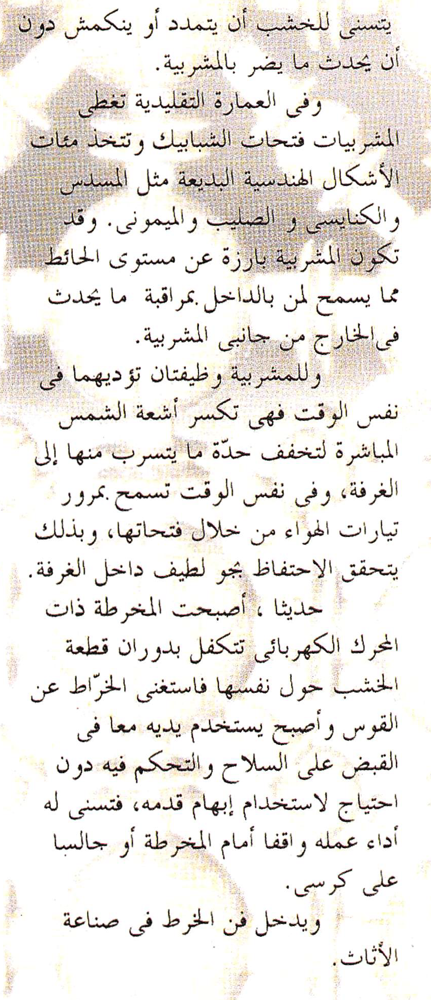 يتسنى للخشب أن يتمدد أو ينكمش دون
أن يحدث ما يضر بالمشربية.
وفى العمارة التقليدية تغطى
المشربيات فتحات الشبابيك وتتخذ مئات
الأشكال الهندسية البديعة مثل المسدس
والكنايسى و الصليب والميمونى. وقد
تكون المشربية بارزة عن مستوى الحائط
مما يسمح لمن بالداخل بمراقبة ما يحدث
فى الخارج من جانبى المشربية.
وللمشربية وظيفتان تؤديهما فى
نفس الوقت فهى تكسر أشعة الشمس
المباشرة لتخفف حدّة ما يتسرب منها إلى
الغرفة، وفى نفس الوقت تسمح بمرور
تيارات الهواء من خلال فتحاتها، وبذلك
يتحقق الاحتفاظ بجو لطيف داخل الغرفة.
حديثا ، أصبحت المخرطة ذات
المحرك الكهربائى تتكفل بدوران قطعة
الخشب حول نفسها فاستغنى الخرّاط عن
القوس وأصبح يستخدم يديه معا فى
القبض على السلاح والتحكم فيه دون
احتياج لاستخدام إبهام قدمه، فتسنى له
أداء عمله واقفا أمام المخرطة أو جالسا
على كرسى.
ويدخل فن الخرط فى صناعة
الأثاث.